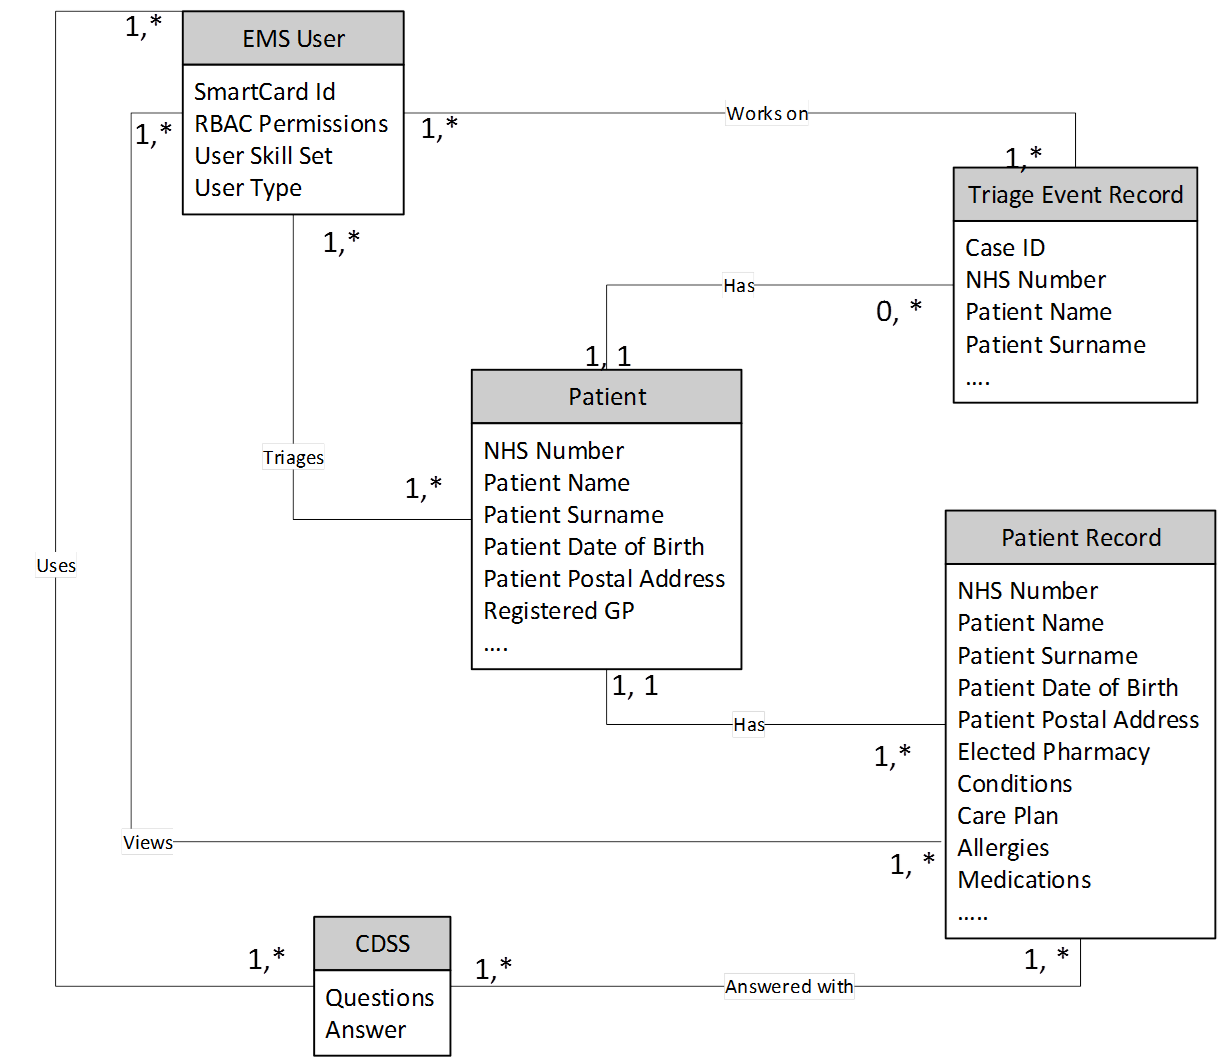 1,*
EMS User
SmartCard Id
RBAC Permissions
User Skill Set
User Type
1,*
1,*
Works on
1,*
Triage Event Record
Case ID
NHS Number
Patient Name
Patient Surname
....
1,*
Has
0, *
1, 1
Patient
NHS Number
Patient Name
Patient Surname
Patient Date of Birth
Patient Postal Address
Registered GP
....
Triages
1,*
Uses
Patient Record
NHS Number
Patient Name
Patient Surname
Patient Date of Birth
Patient Postal Address
Elected Pharmacy
Conditions
Care Plan
Allergies
Medications
.....
1, 1
Has
1,*
Views
1, *
CDSS
Questions
Answer
1,*
1,*
Answered with
1, *